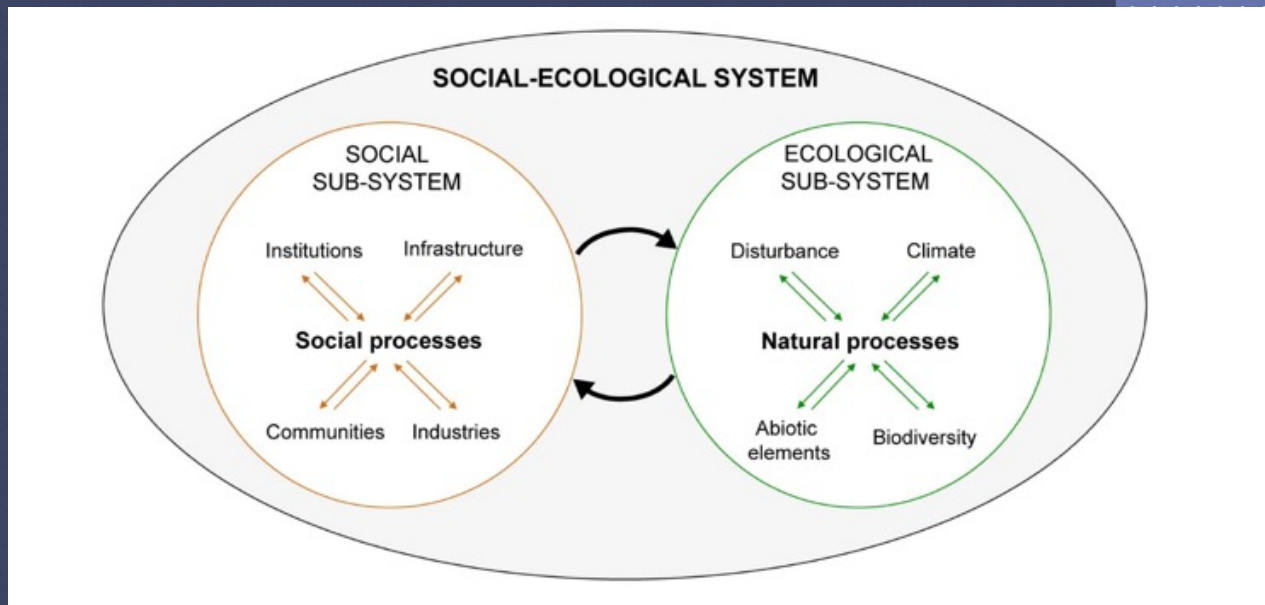 SOCIAL-ECOLOGICAL SYSTEM
SOCIAL
SUB-SYSTEM
Institutions
Infrastructure
Social processes
Communities
Industries
ECOLOGICAL
SUB-SYSTEM
Disturbance
Climate
Natural processes
Abiotic
elements
Biodiversity